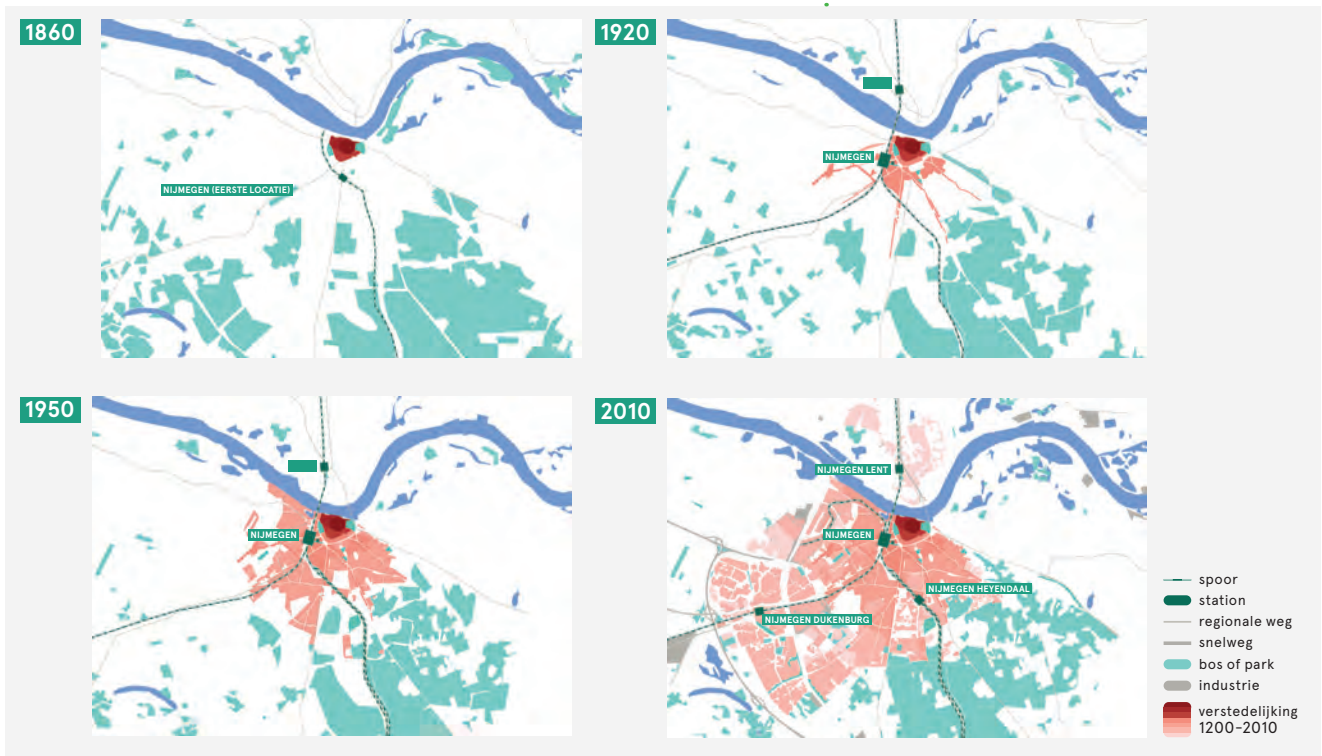 1860
NIJMEGEN (EERSTE LOCATIE)
1920
NIJMEGEN
1950
NIJMEGEN
2010
NIJMEGEN LENT
NIJMEGEN
NIJMEGEN HEYENDAAL
NIJMEGEN DUKENBURG
spoor
station
regionale weg
snelweg
bos of park
industrie
verstedelijking
1200-2010